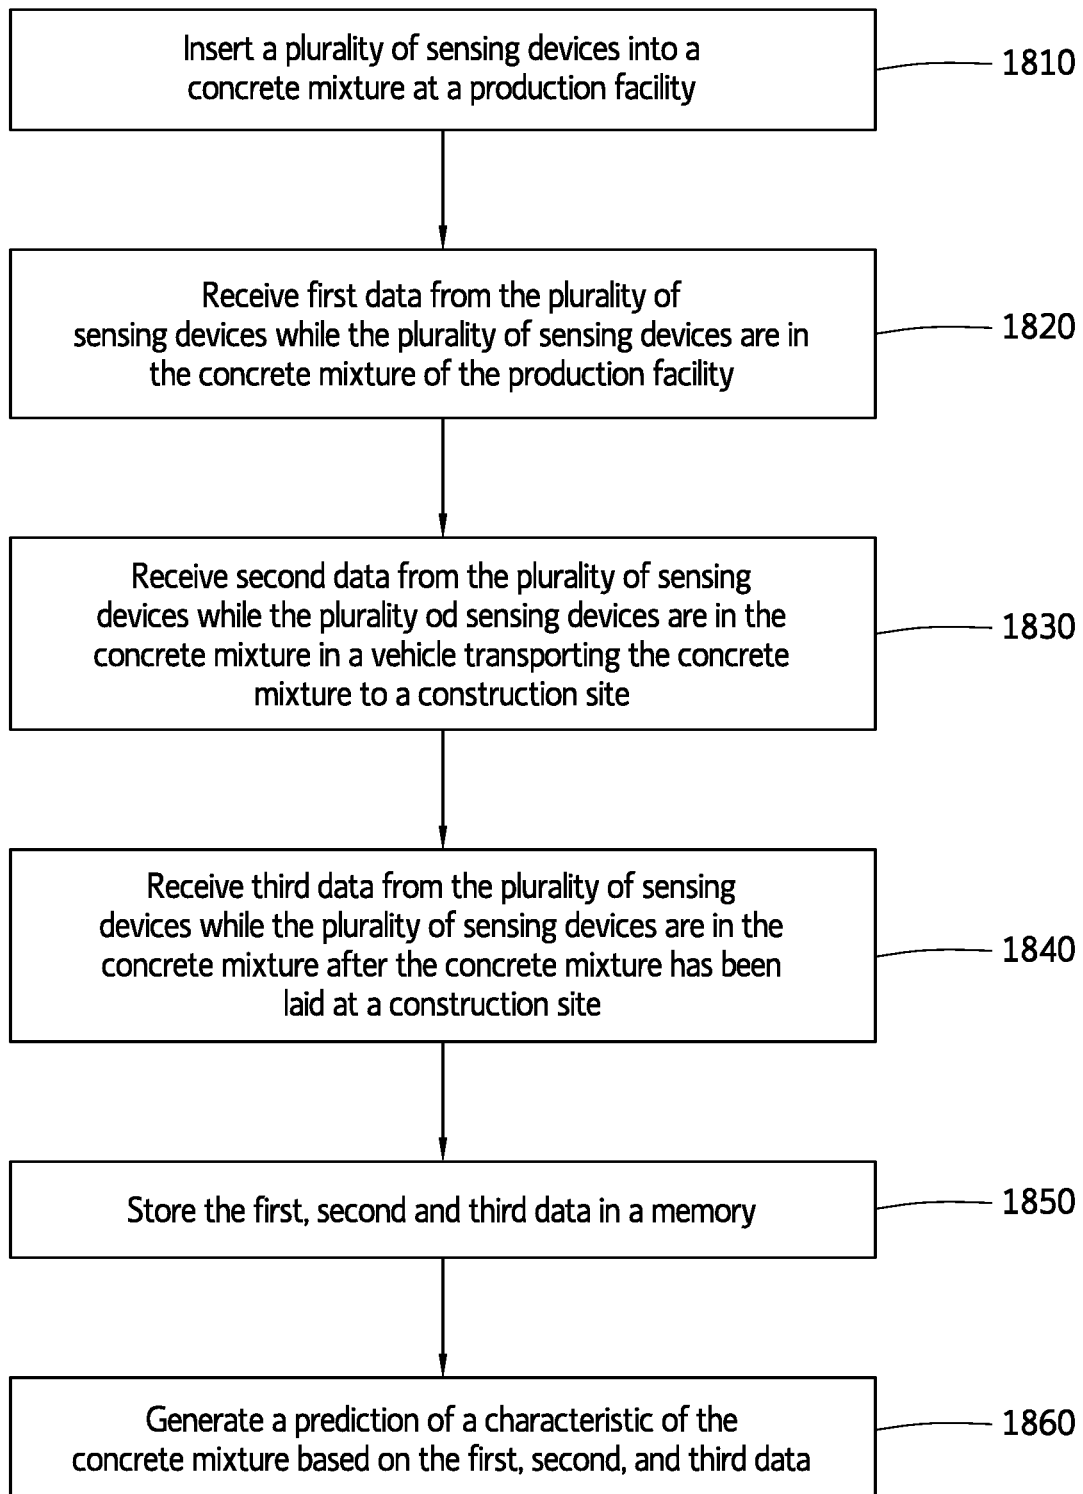 Insert a plurality of sensing devices into a
concrete mixture at a production facility
1810
Receive first data from the plurality of
sensing devices while the plurality of sensing devices are in
the concrete mixture of the production facility
1820
Receive second data from the plurality of sensing
devices while the plurality od sensing devices are in the
concrete mixture in a vehicle transporting the concrete
mixture to a construction site
1830
Receive third data from the plurality of sensing
devices while the plurality of sensing devices are in the
concrete mixture after the concrete mixture has been
laid at a construction site
1840
Store the first, second and third data in a memory
1850
Generate a prediction of a characteristic of the
concrete mixture based on the first, second, and third data
1860